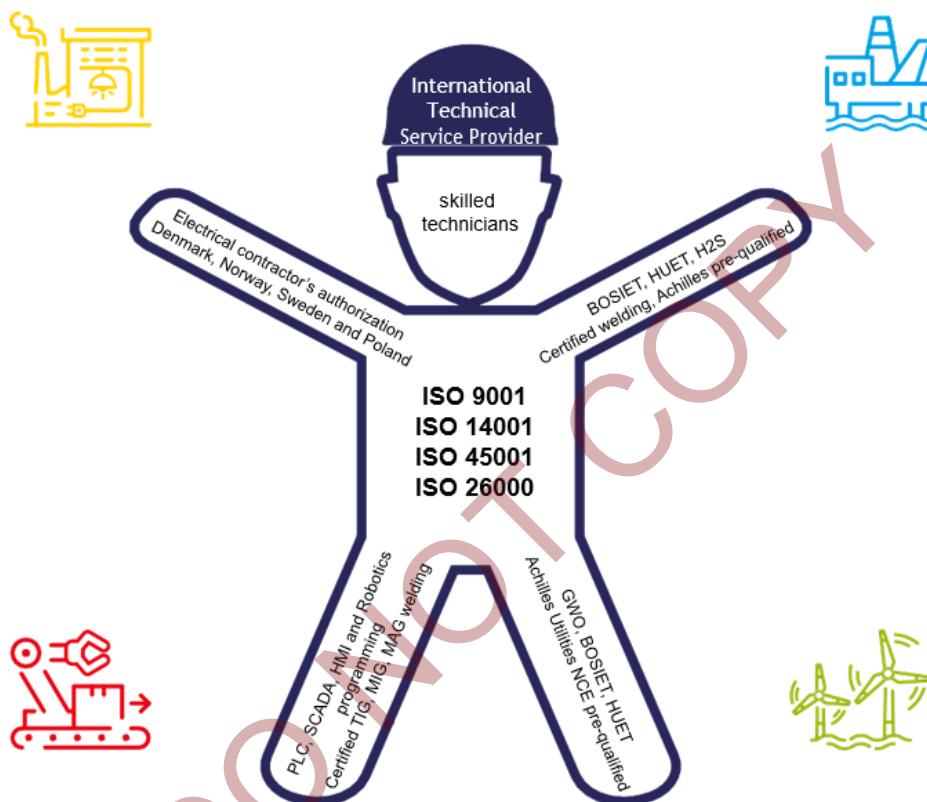 International
Technical
Service Provider
skilled
technicians
Electrical contractor's authorization
Denmark, Norway, Sweden and Poland
BOSIET, HUET, H2S
Certified welding, Achilles pre-qualified
ISO 9001
ISO 14001
ISO 45001
ISO 26000
PLC, SCADA, HMI and Robotics
programming
Certified TIG, MIG, MAG welding
GWO, BOSIET, HUET
Achilles Utilities NCE pre-qualified
DO NOT COPY